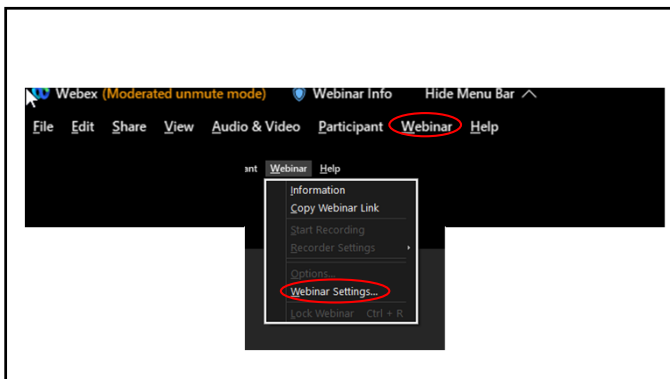 Webex (Moderated unmute mode) Webinar Info Hide Menu Bar
File Edit Share View Audio & Video Participant Webinar Help
ant Webinar Help
Information
Copy Webinar Link
Start Recording
Recorder Settings
Options...
Webinar Settings...
Lock Webinar Ctrl + R